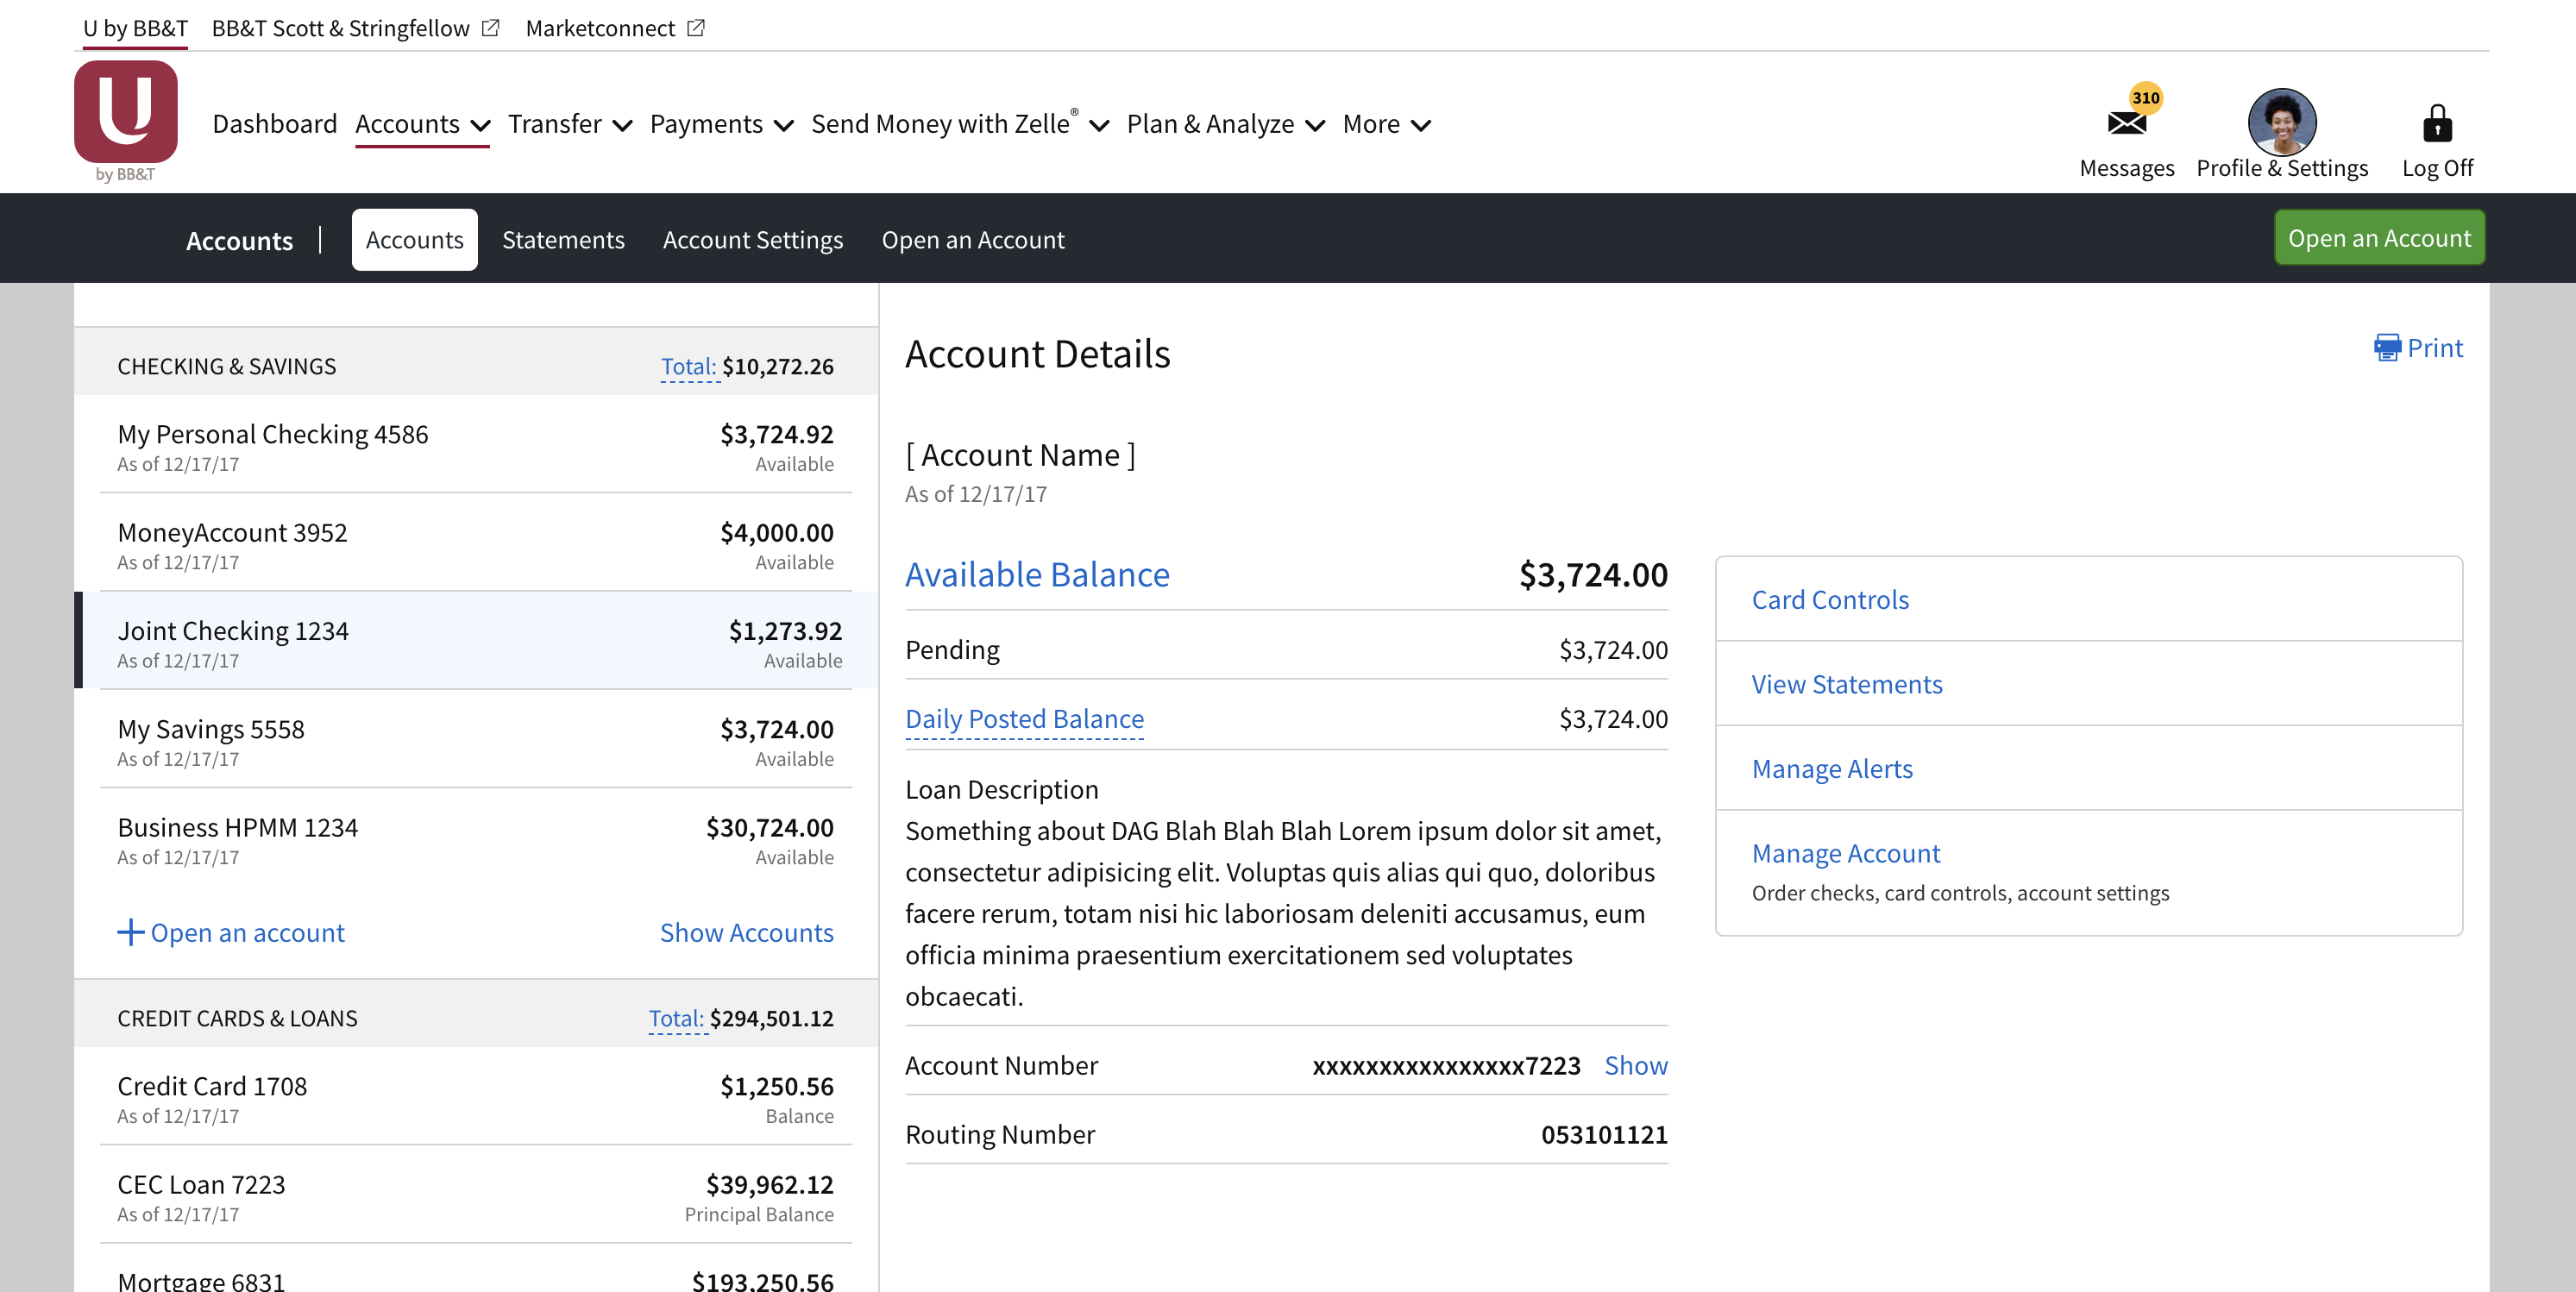 U by BB&T BB&T Scott & Stringfellow Marketconnect
U
by BB&T
Dashboard Accounts Transfer Payments Send Money with Zelle® Plan & Analyze More
310
Messages Profile & Settings Log Off
Accounts | Accounts Statements Account Settings Open an Account Open an Account
CHECKING & SAVINGS Total: $10,272.26
My Personal Checking 4586 $3,724.92
As of 12/17/17 Available
MoneyAccount 3952 $4,000.00
As of 12/17/17 Available
Joint Checking 1234 $1,273.92
As of 12/17/17 Available
My Savings 5558 $3,724.00
As of 12/17/17 Available
Business HPMM 1234 $30,724.00
As of 12/17/17 Available
Open an account Show Accounts
CREDIT CARDS & LOANS Total: $294,501.12
Credit Card 1708 $1,250.56
As of 12/17/17 Balance
CEC Loan 7223 $39,962.12
As of 12/17/17 Principal Balance
Mortgage 6831 $193,250.56
Account Details
Print
[ Account Name ]
As of 12/17/17
Available Balance $3,724.00
Pending $3,724.00
Daily Posted Balance $3,724.00
Loan Description
Something about DAG Blah Blah Blah Lorem ipsum dolor sit amet,
consectetur adipisicing elit. Voluptas quis alias qui quo, doloribus
facere rerum, totam nisi hic laboriosam deleniti accusamus, eum
officia minima praesentium exercitationem sed voluptates
obcaecati.
Account Number xxxxxxxxxxxxxxxx7223 Show
Routing Number 053101121
Card Controls
View Statements
Manage Alerts
Manage Account
Order checks, card controls, account settings